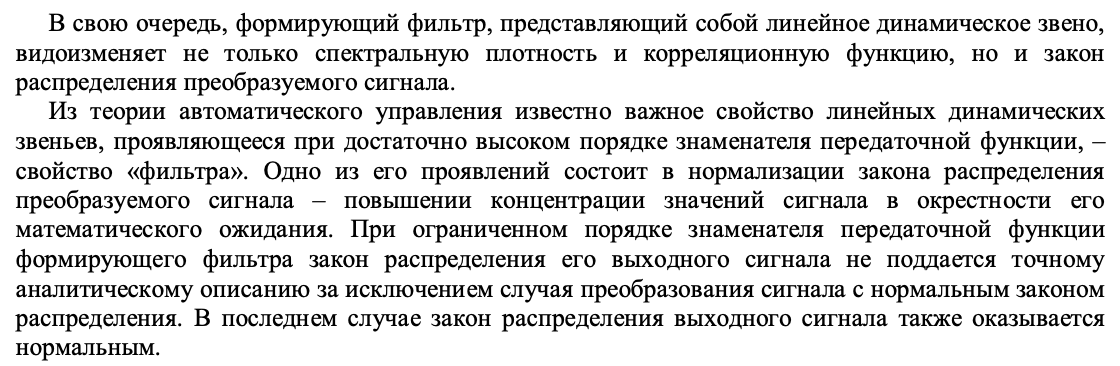 В свою очередь, формирующий фильтр, представляющий собой линейное динамическое звено,
видоизменяет не только спектральную плотность и корреляционную функцию, но и закон
распределения преобразуемого сигнала.
Из теории автоматического управления известно важное свойство линейных динамических
звеньев, проявляющееся при достаточно высоком порядке знаменателя передаточной функции, –
свойство «фильтра». Одно из его проявлений состоит в нормализации закона распределения
преобразуемого сигнала – повышении концентрации значений сигнала в окрестности его
математического ожидания. При ограниченном порядке знаменателя передаточной функции
формирующего фильтра закон распределения его выходного сигнала не поддается точному
аналитическому описанию за исключением случая преобразования сигнала с нормальным законом
распределения. В последнем случае закон распределения выходного сигнала также оказывается
нормальным.